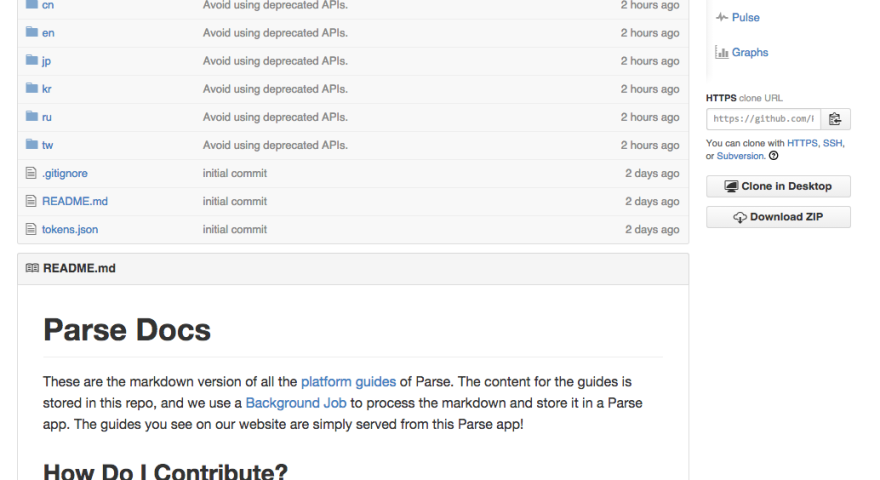 cn Avoid using deprecated APIs. 2 hours ago
en Avoid using deprecated APIs. 2 hours ago
jp Avoid using deprecated APIs. 2 hours ago
kr Avoid using deprecated APIs. 2 hours ago
ru Avoid using deprecated APIs. 2 hours ago
tw Avoid using deprecated APIs. 2 hours ago
.gitignore initial commit 2 days ago
README.md initial commit 2 days ago
tokens.json initial commit 2 days ago
README.md
Parse Docs
These are the markdown version of all the platform guides of Parse. The content for the guides is
stored in this repo, and we use a Background Job to process the markdown and store it in a Parse
app. The guides you see on our website are simply served from this Parse app!
How Do I Contribute?
Pulse
Graphs
HTTPS clone URL
https://github.com/
You can clone with HTTPS, SSH,
or Subversion.
Clone in Desktop
Download ZIP